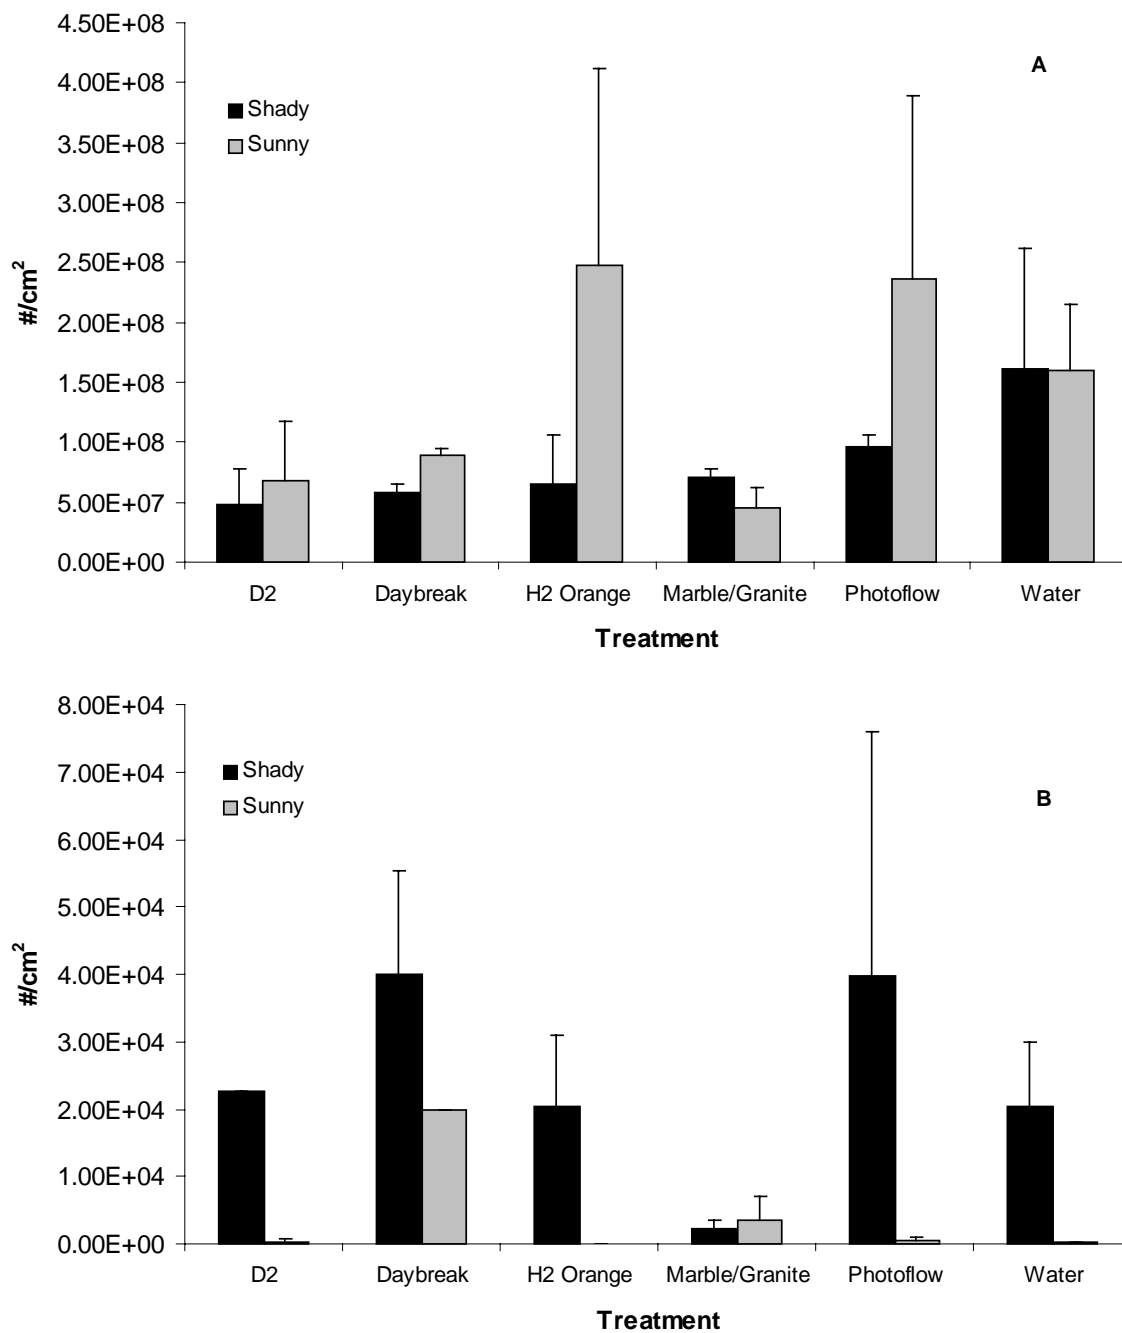 4.50E+08
4.00E+08
3.50E+08
3.00E+08
2.50E+08
2.00E+08
1.50E+08
1.00E+08
5.00E+07
0.00E+00
#/cm²
A
Shady
Sunny
D2 Daybreak H2 Orange Marble/Granite Photoflow Water
Treatment
8.00E+04
7.00E+04
6.00E+04
5.00E+04
4.00E+04
3.00E+04
2.00E+04
1.00E+04
0.00E+00
#/cm²
Shady
Sunny
B
D2 Daybreak H2 Orange Marble/Granite Photoflow Water
Treatment